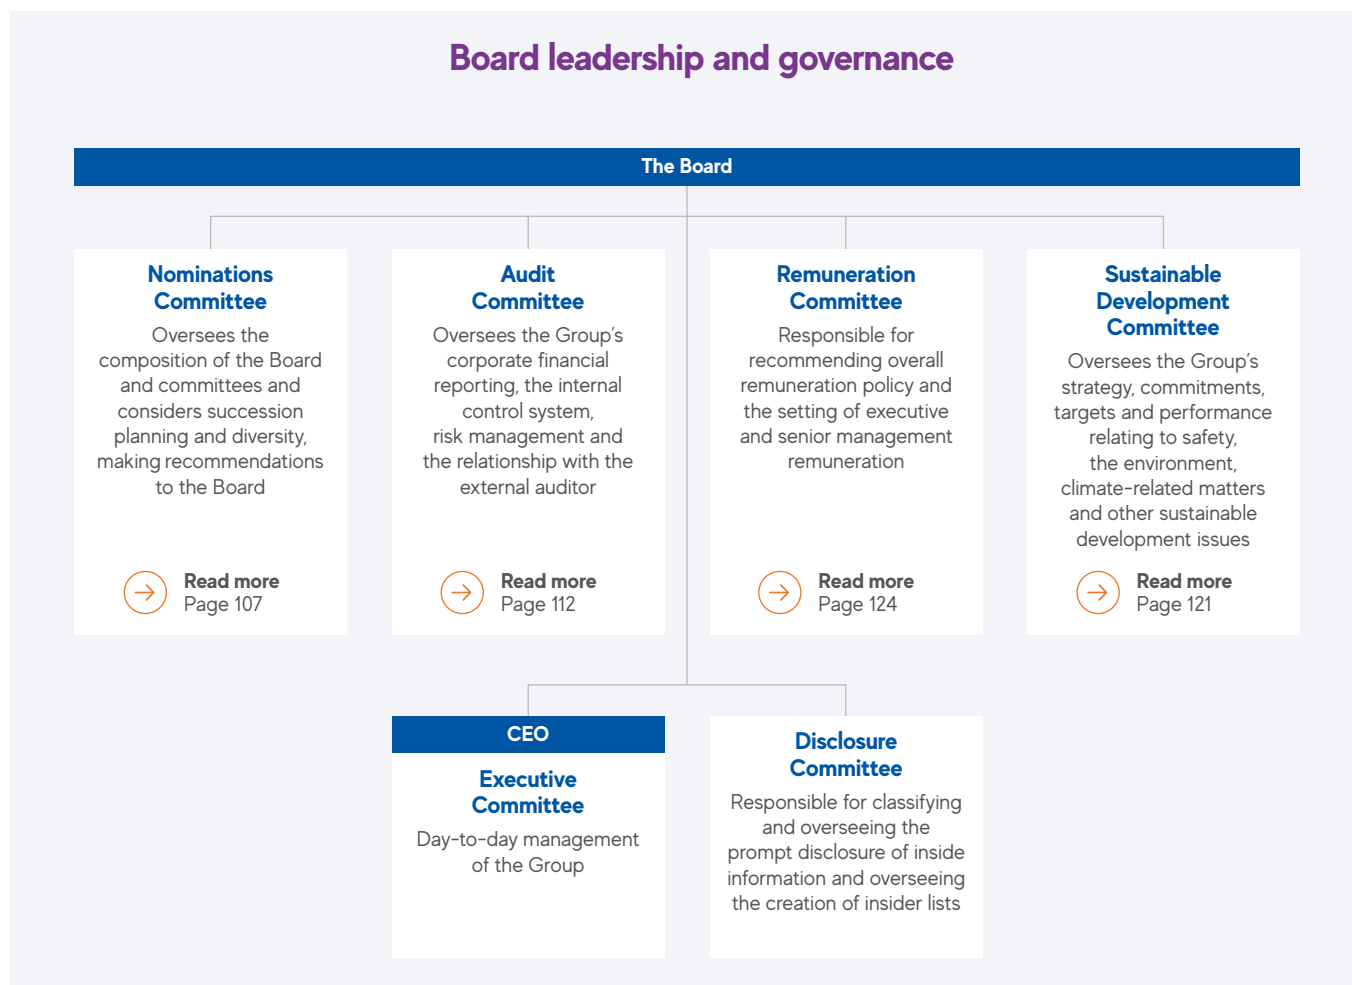 Board leadership and governance
The Board
Nominations
Committee
Oversees the
composition of the Board
and committees and
considers succession
planning and diversity,
making recommendations
to the Board
Read more
Page 107
Audit
Committee
Oversees the Group’s
corporate financial
reporting, the internal
control system,
risk management and
the relationship with the
external auditor
Read more
Page 112
Remuneration
Committee
Responsible for
recommending overall
remuneration policy and
the setting of executive
and senior management
remuneration
Read more
Page 124
Sustainable
Development
Committee
Oversees the Group’s
strategy, commitments,
targets and performance
relating to safety,
the environment,
climate-related matters
and other sustainable
development issues
Read more
Page 121
CEO
Executive
Committee
Day-to-day management
of the Group
Disclosure
Committee
Responsible for classifying
and overseeing the
prompt disclosure of inside
information and overseeing
the creation of insider lists